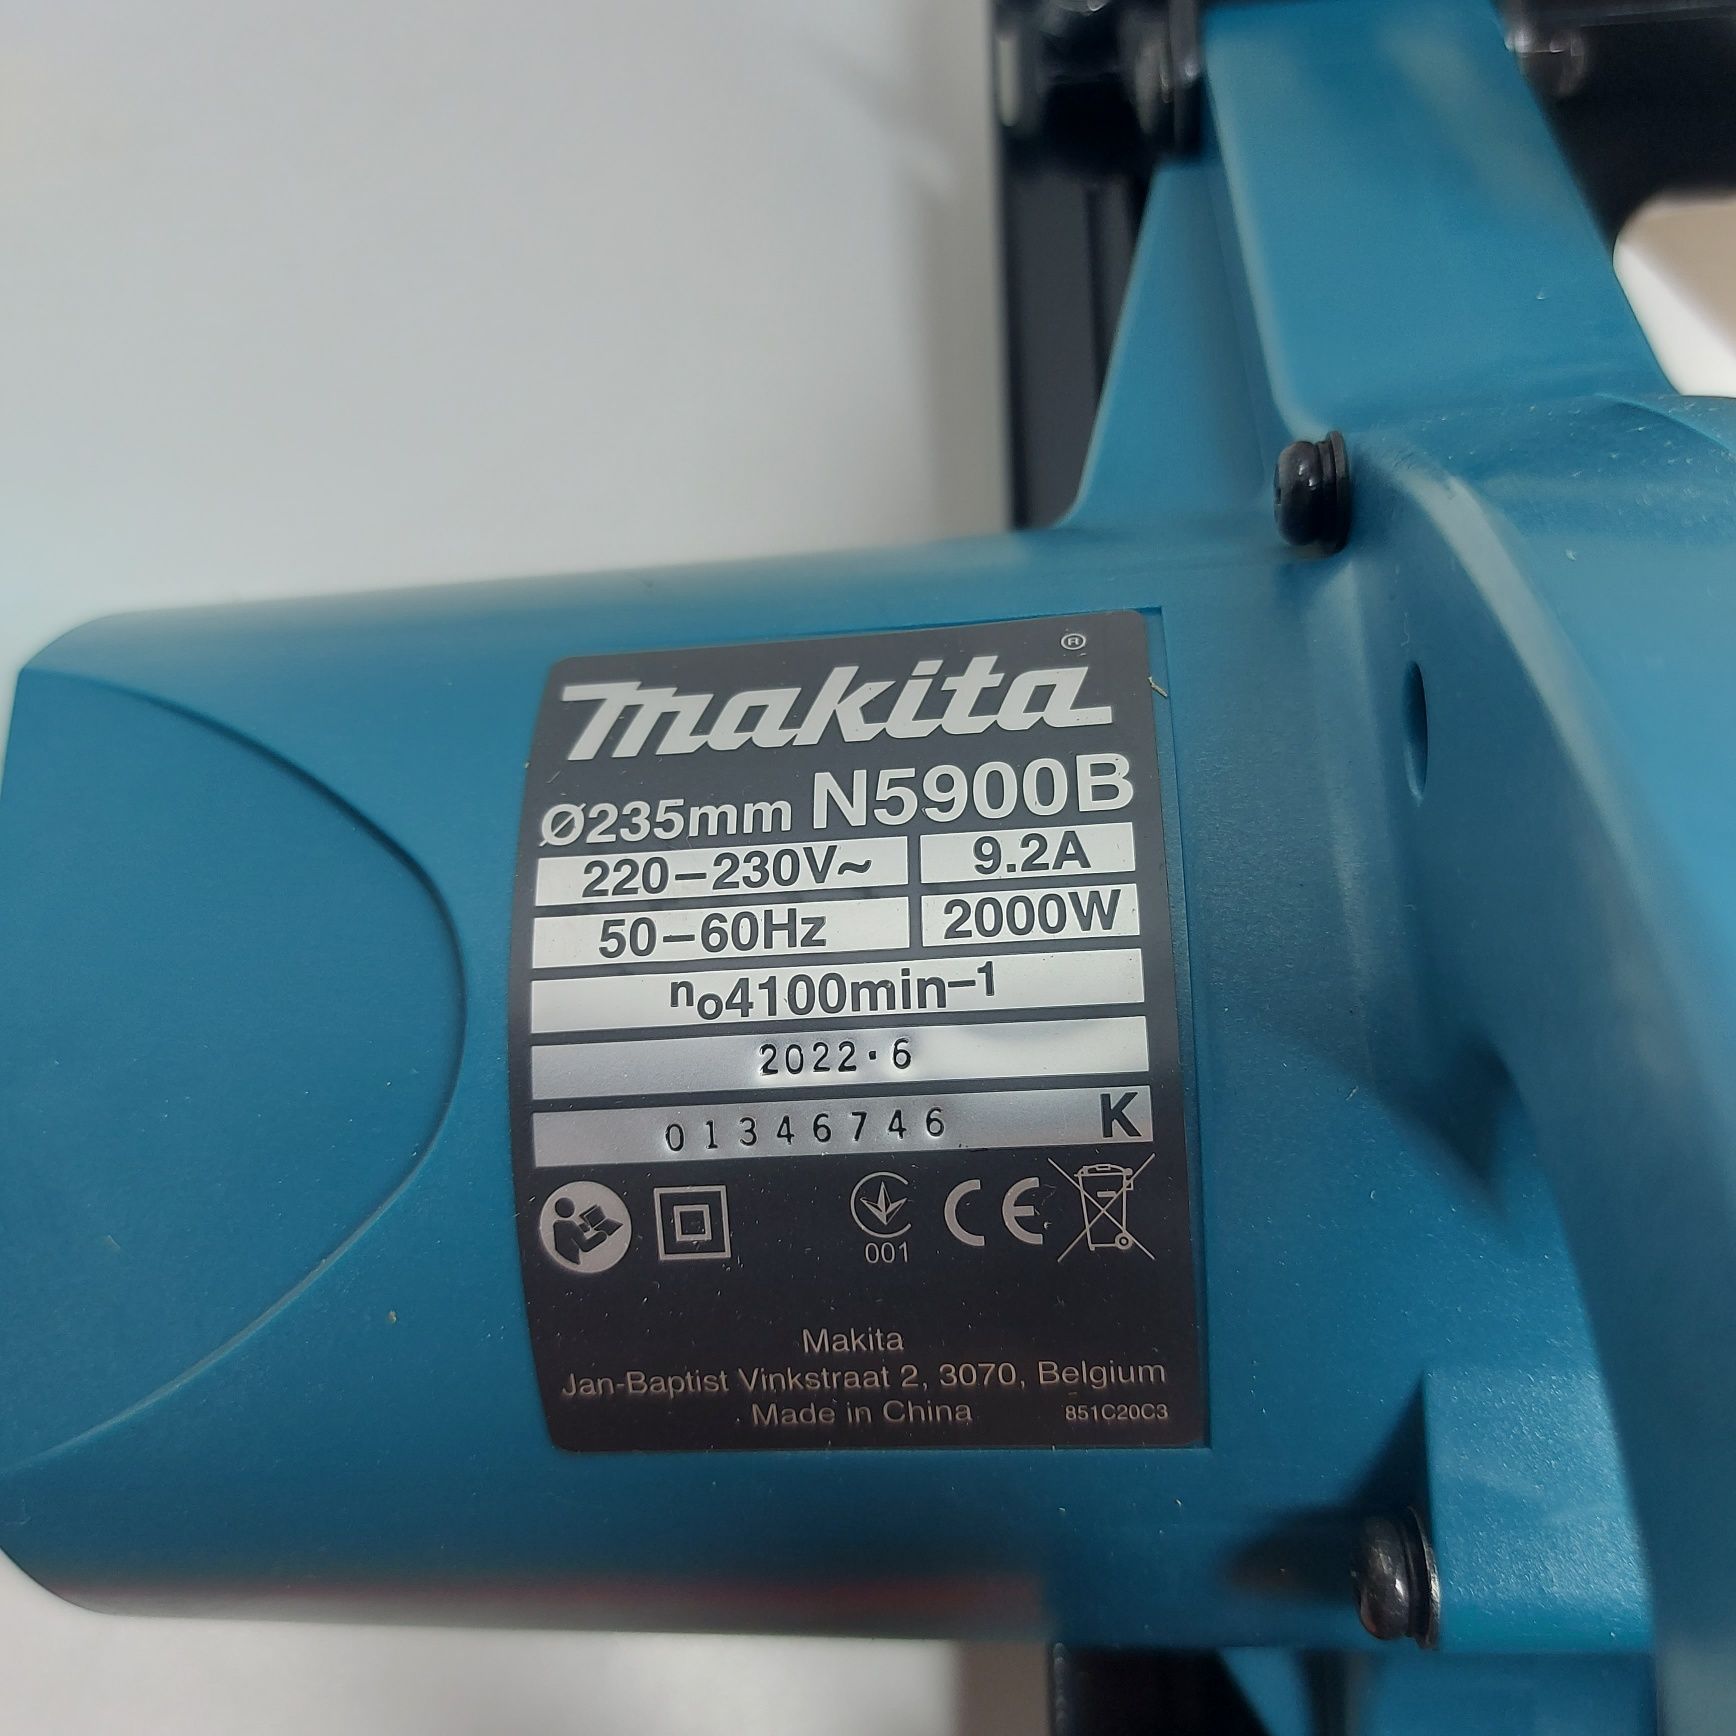 makita®
Ø235mm N5900B
220–230V~ 9.2A
50–60Hz 2000W
no4100min–1
2022·6
01346746 K
001 CE
Makita
Jan-Baptist Vinkstraat 2, 3070, Belgium
Made in China 851C20C3